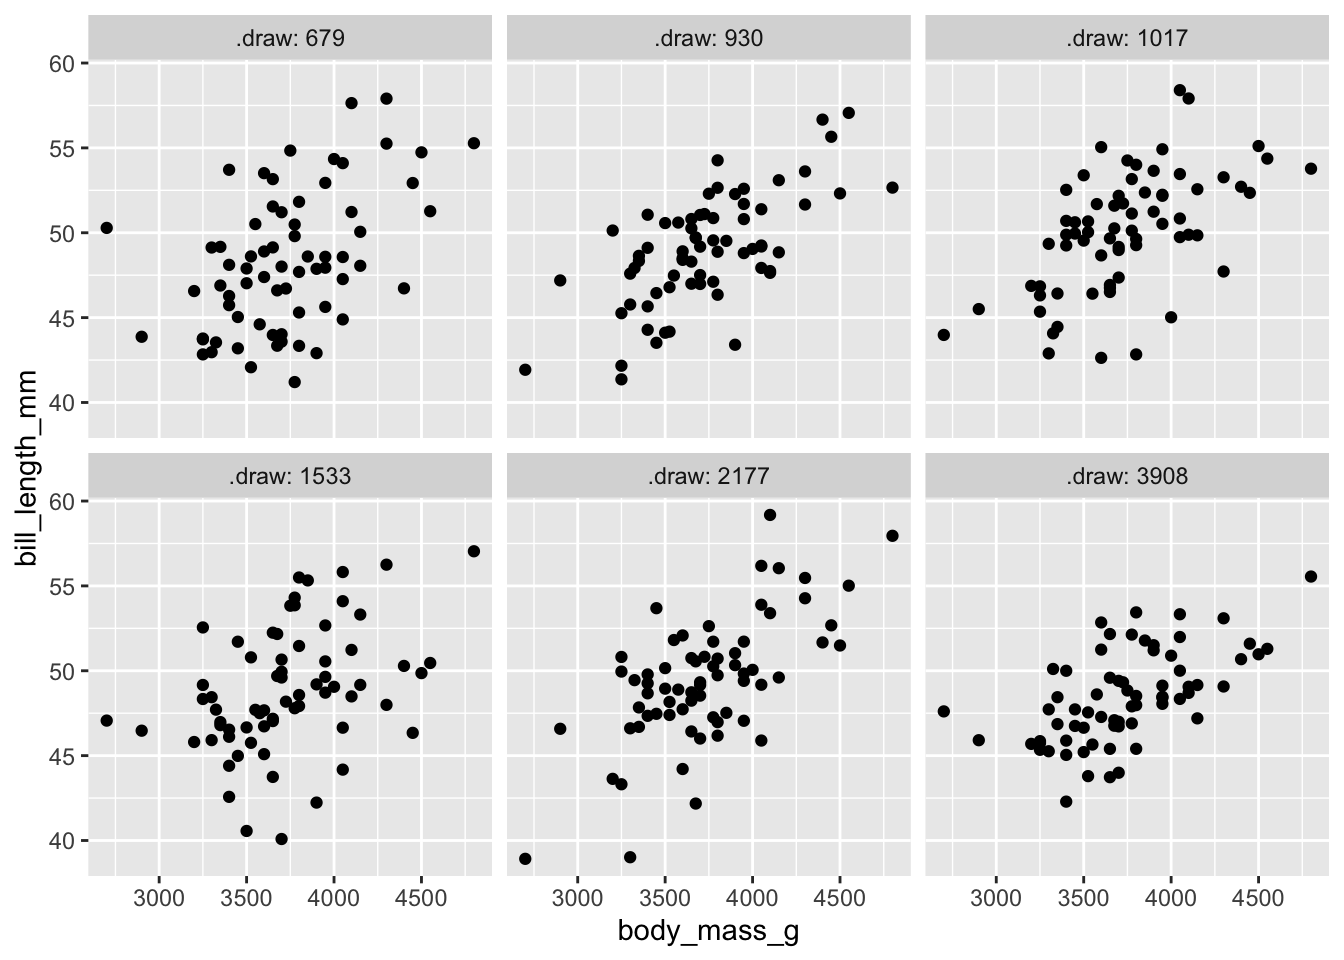 .draw: 679
.draw: 930
.draw: 1017
60
55
50
45
40
.draw: 1533
.draw: 2177
.draw: 3908
60
55
50
45
40
3000 3500 4000 4500
3000 3500 4000 4500
3000 3500 4000 4500
body_mass_g
bill_length_mm